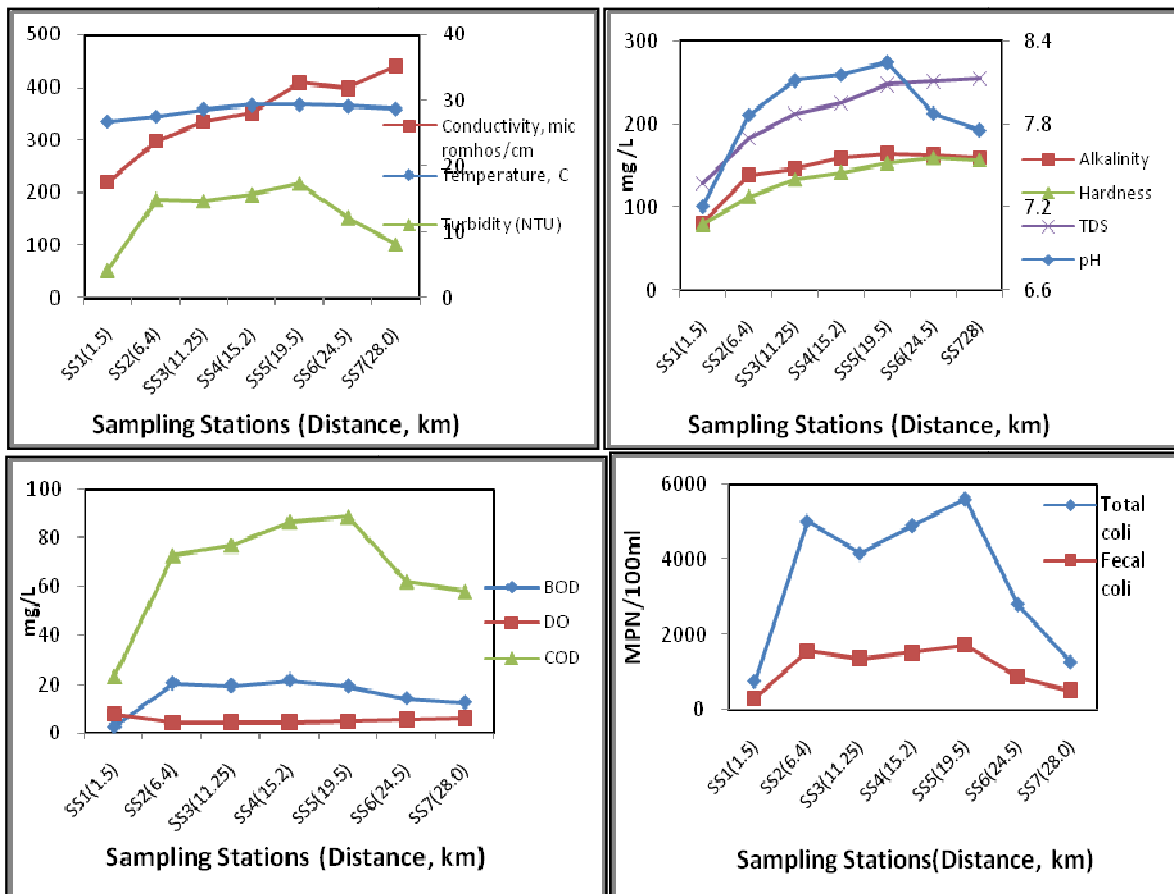 500
400
300
200
100
0
40
30
20
10
0
Conductivity, mic
romhos/cm
Temperature, C
Turbidity (NTU)
SS1(1.5)
SS2(6.4)
SS3(11.25)
SS4(15.2)
SS5(19.5)
SS6(24.5)
SS7(28.0)
Sampling Stations (Distance, km)
mg/L
300
200
100
0
8.4
7.8
7.2
6.6
Alkalinity
Hardness
TDS
pH
SS1(1.5)
SS2(6.4)
SS3(11.25)
SS4(15.2)
SS5(19.5)
SS6(24.5)
SS728)
Sampling Stations (Distance, km)
mg/L
100
80
60
40
20
0
BOD
DO
COD
SS1(1.5)
SS2(6.4)
SS3(11.25)
SS4(15.2)
SS5(19.5)
SS6(24.5)
SS7(28.0)
Sampling Stations (Distance, km)
MPN/100ml
6000
4000
2000
0
Total
coli
Fecal
coli
SS1(1.5)
SS2(6.4)
SS3(11.25)
SS4(15.2)
SS5(19.5)
SS6(24.5)
SS7(28.0)
Sampling Stations(Distance, km)